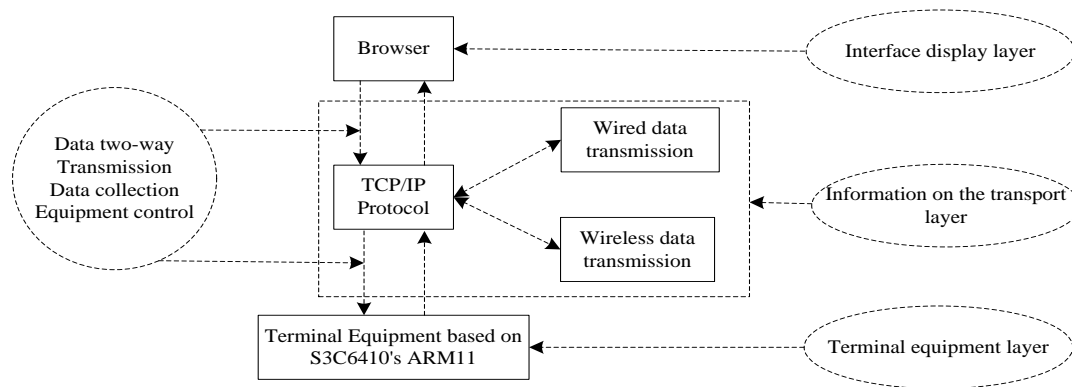 Browser
Interface display layer
Data two-way
Transmission
Data collection
Equipment control
Wired data
transmission
TCP/IP
Protocol
Information on the transport
layer
Wireless data
transmission
Terminal Equipment based on
S3C6410's ARM11
Terminal equipment layer